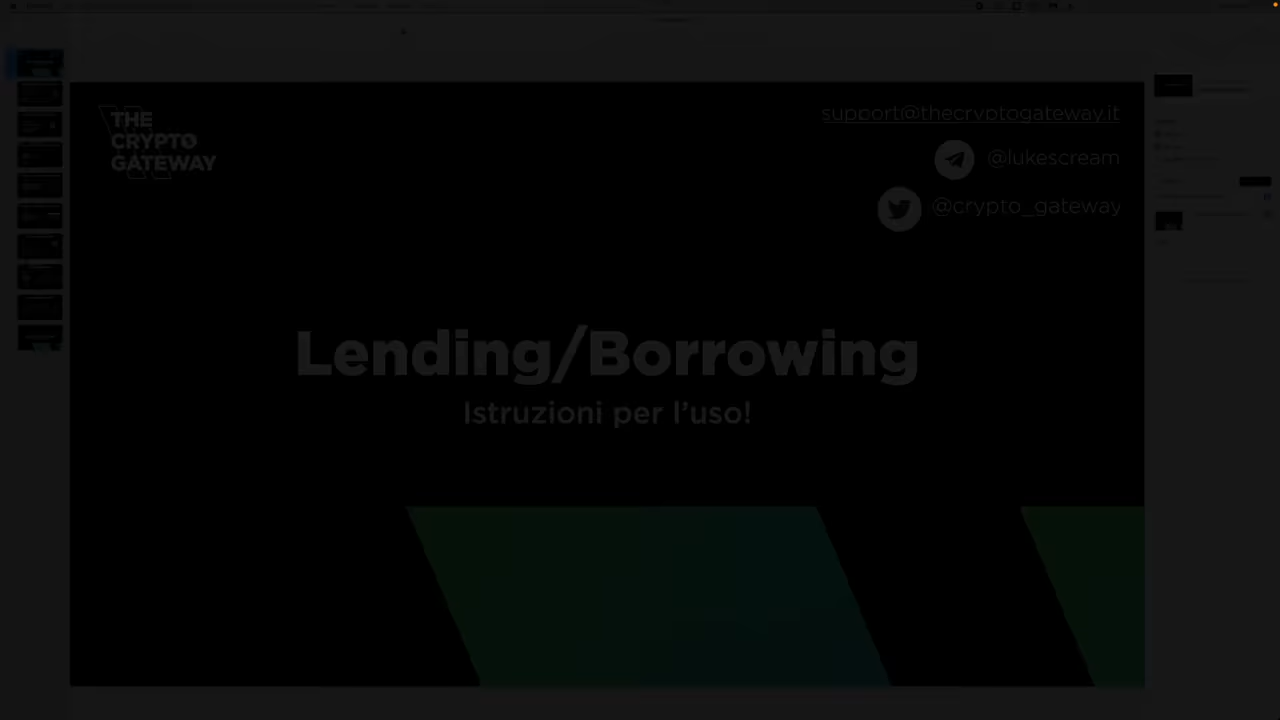 THE
CRYPTO
GATEWAY
support@thecryptogateway.it
@lukescream
@crypto_gateway
Lending/Borrowing
Istruzioni per l'uso!